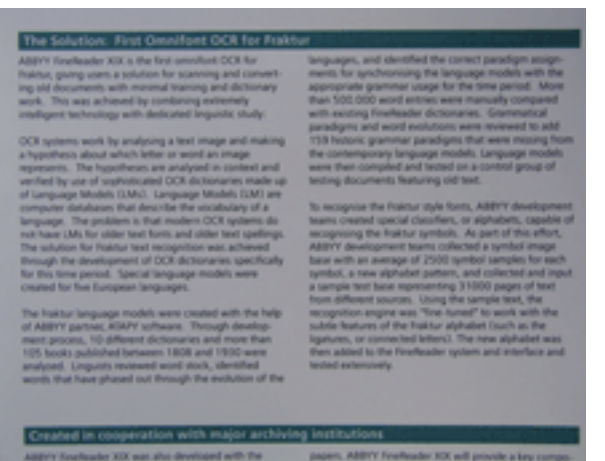 The Solution: First Omnifont OCR for Fraktur
ABBYY FineReader XIX is the first omnifont OCR for
Fraktur, giving users a solution for scanning and convert-
ing old documents with minimal training and dictionary
work. This was achieved by combining extremely
intelligent technology with dedicated linguistic study:
OCR systems work by analysing a text image and making
a hypothesis about which letter or word an image
represents. The hypotheses are analysed in context and
verified by use of sophisticated OCR dictionaries made up
of Language Models (LMs). Language Models (LM) are
computer databases that describe the vocabulary of a
language. The problem is that modern OCR systems do
not have LMs for older text fonts and older text spellings.
The solution for Fraktur text recognition was achieved
through the development of OCR dictionaries specifically
for this time period. Special language models were
created for five European languages.
The Fraktur language models were created with the help
of ABBYY partner, ATAPY software. Through develop-
ment process, 10 different dictionaries and more than
105 books published between 1808 and 1930 were
analysed. Linguists reviewed word stock, identified
words that have phased out through the evolution of the
languages, and identified the correct paradigm assign-
ments for synchronising the language models with the
appropriate grammar usage for the time period. More
than 500.000 word entries were manually compared
with existing FineReader dictionaries. Grammatical
paradigms and word evolutions were reviewed to add
159 historic grammar paradigms that were missing from
the contemporary language models. Language models
were then compiled and tested on a control group of
testing documents featuring old text.
To recognise the Fraktur style fonts, ABBYY development
teams created special classifiers, or alphabets, capable of
recognising the Fraktur symbols. As part of this effort,
ABBYY development teams collected a symbol image
base with an average of 2500 symbol samples for each
symbol, a new alphabet pattern, and collected and input
a sample test base representing 31000 pages of text
from different sources. Using the sample text, the
recognition engine was "fine-tuned" to work with the
subtle features of the Fraktur alphabet (such as the
ligatures, or connected letters). The new alphabet was
then added to the FineReader system and interface and
tested extensively.
Created in cooperation with major archiving institutions
ABBYY FineReader XIX was also developed with the
papers, ABBYY FineReader XIX will provide a key compo-